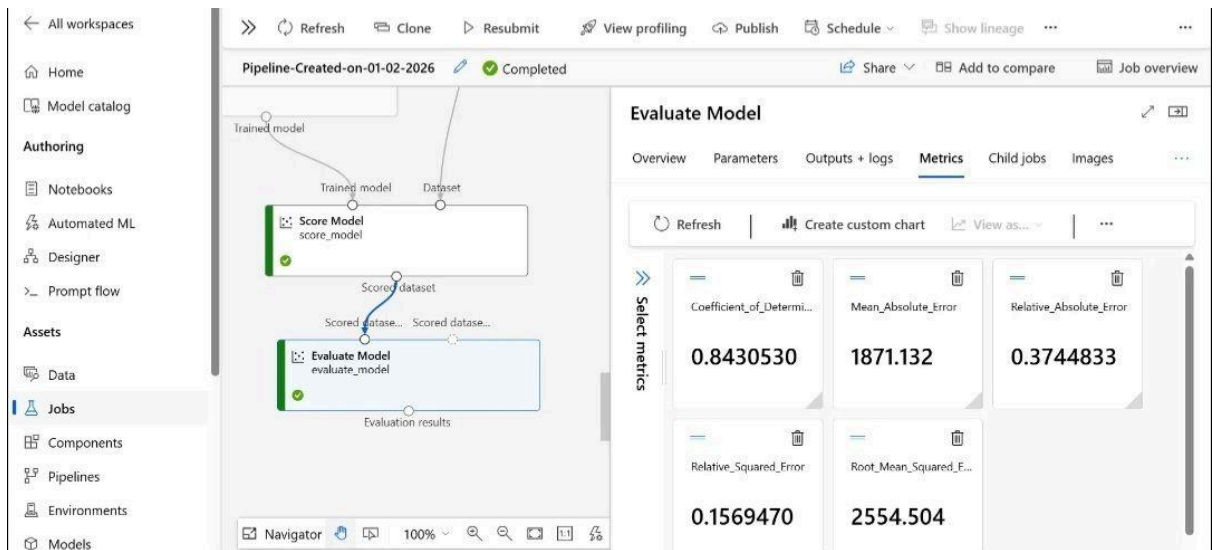 All workspaces
Home
Model catalog
Authoring
Notebooks
Automated ML
Designer
Prompt flow
Assets
Data
Jobs
Components
Pipelines
Environments
Models
Refresh Clone Resubmit View profiling Publish Schedule Show lineage ... ...
Pipeline-Created-on-01-02-2026 Completed Share Add to compare Job overview
Trained model
Trained model Dataset
Score Model
score_model
Scored dataset
Scored datase... Scored datase...
Evaluate Model
evaluate_model
Evaluation results
Navigator 100% 1:1
Evaluate Model
Overview Parameters Outputs + logs Metrics Child jobs Images ...
Refresh | Create custom chart View as... | ...
Select metrics
Coefficient_of_Determi... Mean_Absolute_Error Relative_Absolute_Error
0.8430530 1871.132 0.3744833
Relative_Squared_Error Root_Mean_Squared_E...
0.1569470 2554.504